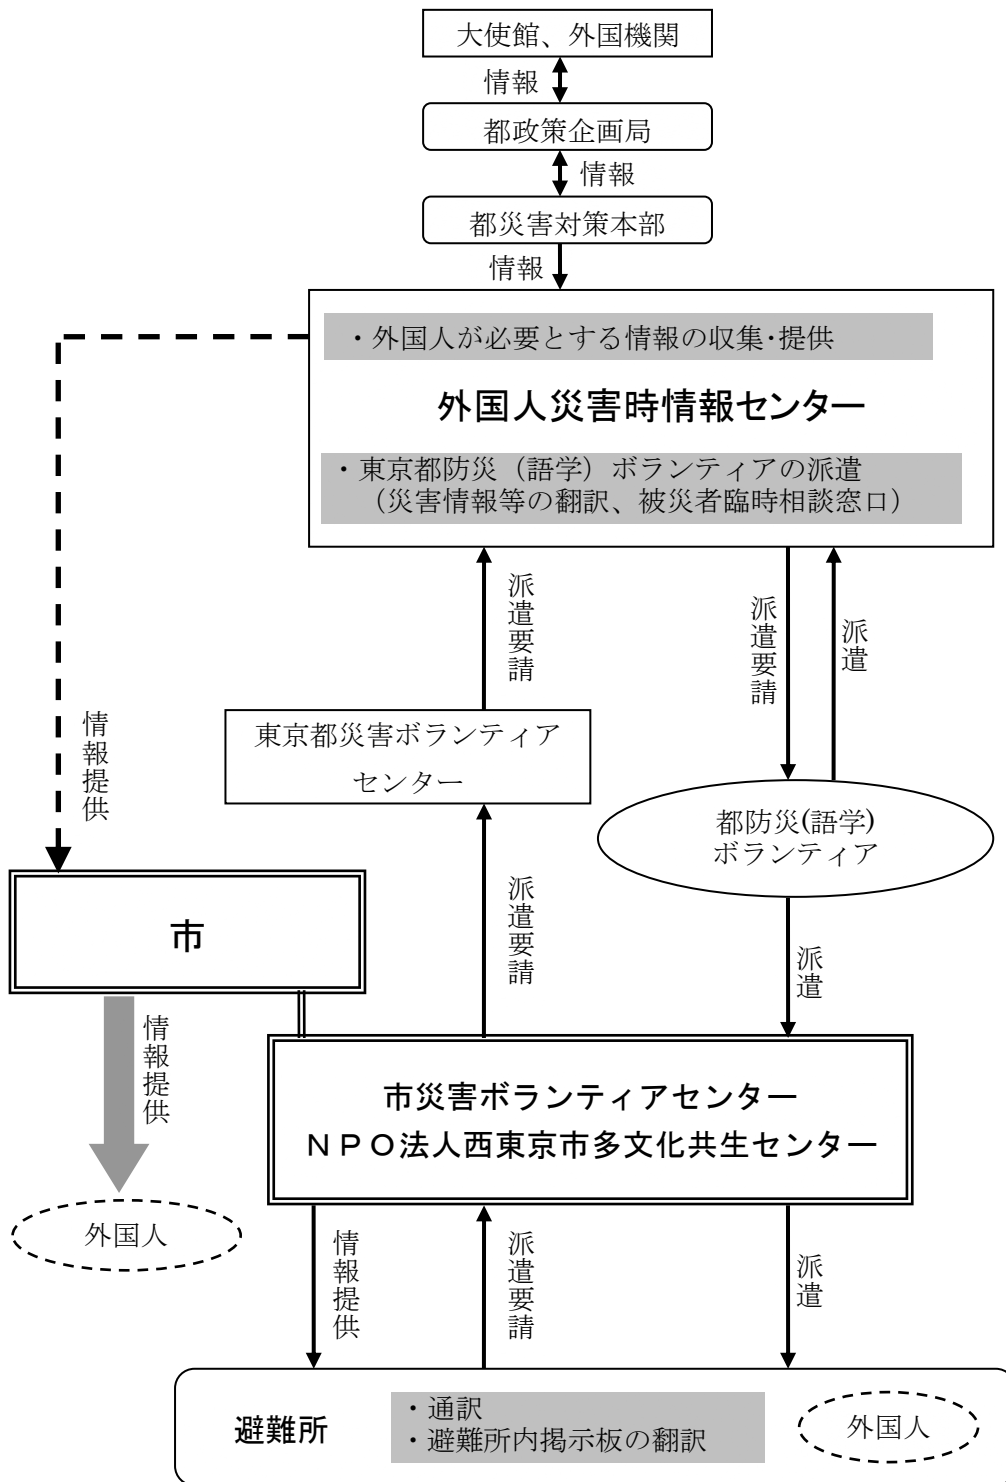 大使館、外国機関
情報
都政策企画局
情報
都災害対策本部
情報
・外国人が必要とする情報の収集･提供
外国人災害時情報センター
・東京都防災（語学）ボランティアの派遣
（災害情報等の翻訳、被災者臨時相談窓口）
派遣要請
派遣要請
派遣
情報提供
東京都災害ボランティア
センター
都防災(語学)
ボランティア
市
派遣要請
派遣
情報提供
市災害ボランティアセンター
ＮＰＯ法人西東京市多文化共生センター
外国人
情報提供
派遣要請
派遣
避難所
・通訳
・避難所内掲示板の翻訳
外国人